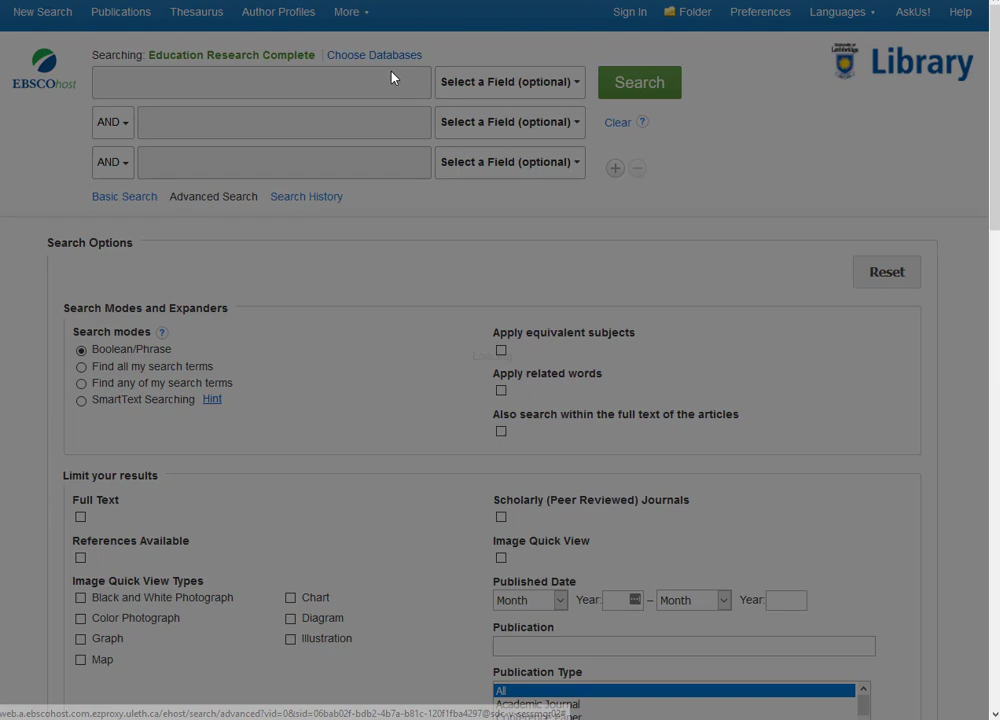 New Search Publications Thesaurus Author Profiles More Sign In Folder Preferences Languages AskUs! Help
Searching: Education Research Complete Choose Databases
EBSCOhost
Select a Field (optional) Search
Library
AND Select a Field (optional) Clear ?
AND Select a Field (optional)
Basic Search Advanced Search Search History
Search Options
Reset
Search Modes and Expanders
Search modes ? Apply equivalent subjects
Boolean/Phrase
Find all my search terms
Apply related words
Find any of my search terms
SmartText Searching Hint
Also search within the full text of the articles
Limit your results
Full Text Scholarly (Peer Reviewed) Journals
References Available Image Quick View
Image Quick View Types Published Date
Black and White Photograph Chart Month Year: – Month Year:
Color Photograph Diagram
Publication
Graph Illustration
Map
Publication Type
All
Academic Journal